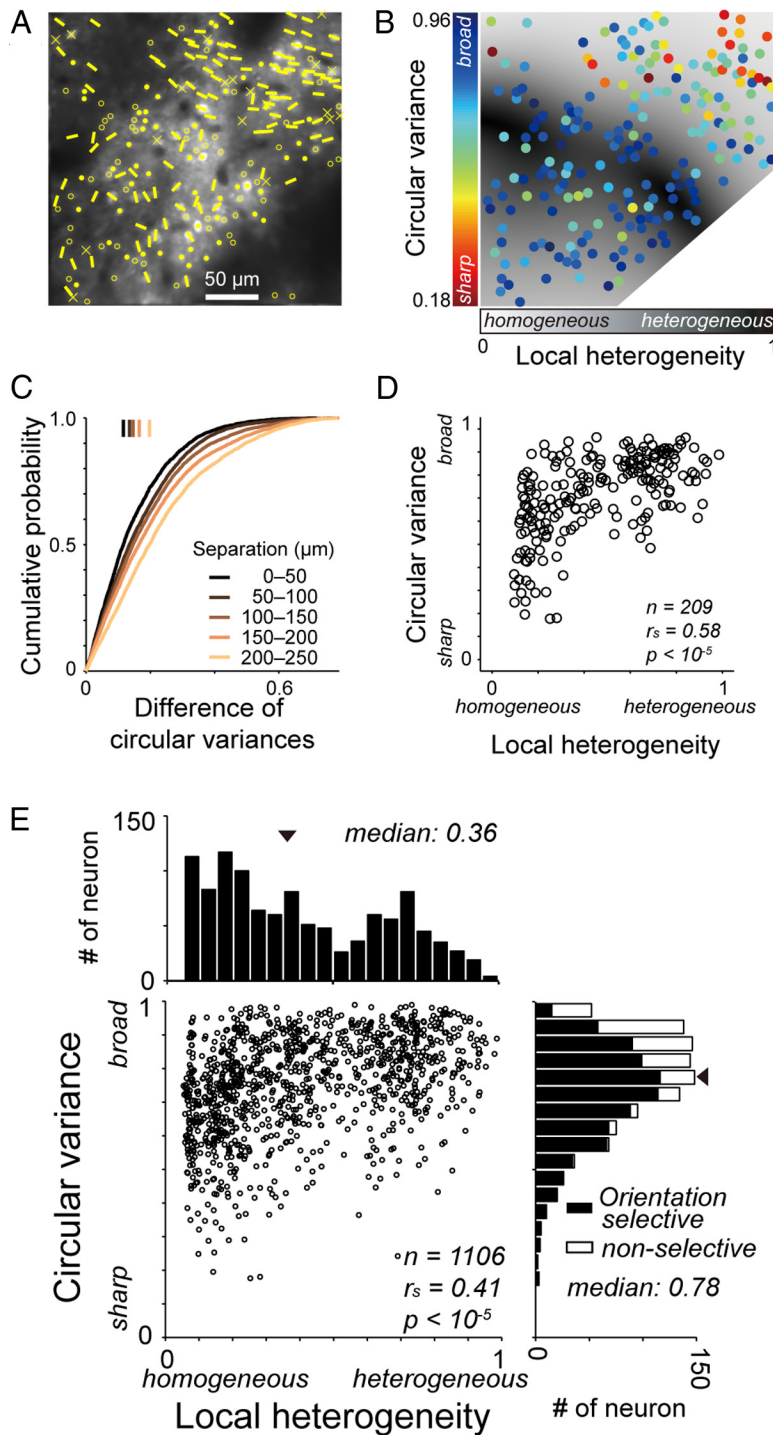 A
50 µm
B
0.96
broad
Circular variance
sharp
0.18
homogeneous
heterogeneous
0
1
Local heterogeneity
C
1.0
Cumulative probability
0.5
Separation (µm)
0–50
50–100
100–150
150–200
200–250
0
0
0.6
Difference of
circular variances
D
1
broad
Circular variance
sharp
0
n = 209
rs = 0.58
p < 10-5
0
1
homogeneous
heterogeneous
Local heterogeneity
E
150
# of neuron
0
median: 0.36
1
broad
Circular variance
sharp
0
n = 1106
rs = 0.41
p < 10-5
0
1
homogeneous
heterogeneous
Local heterogeneity
Orientation
selective
non-selective
median: 0.78
0
150
# of neuron